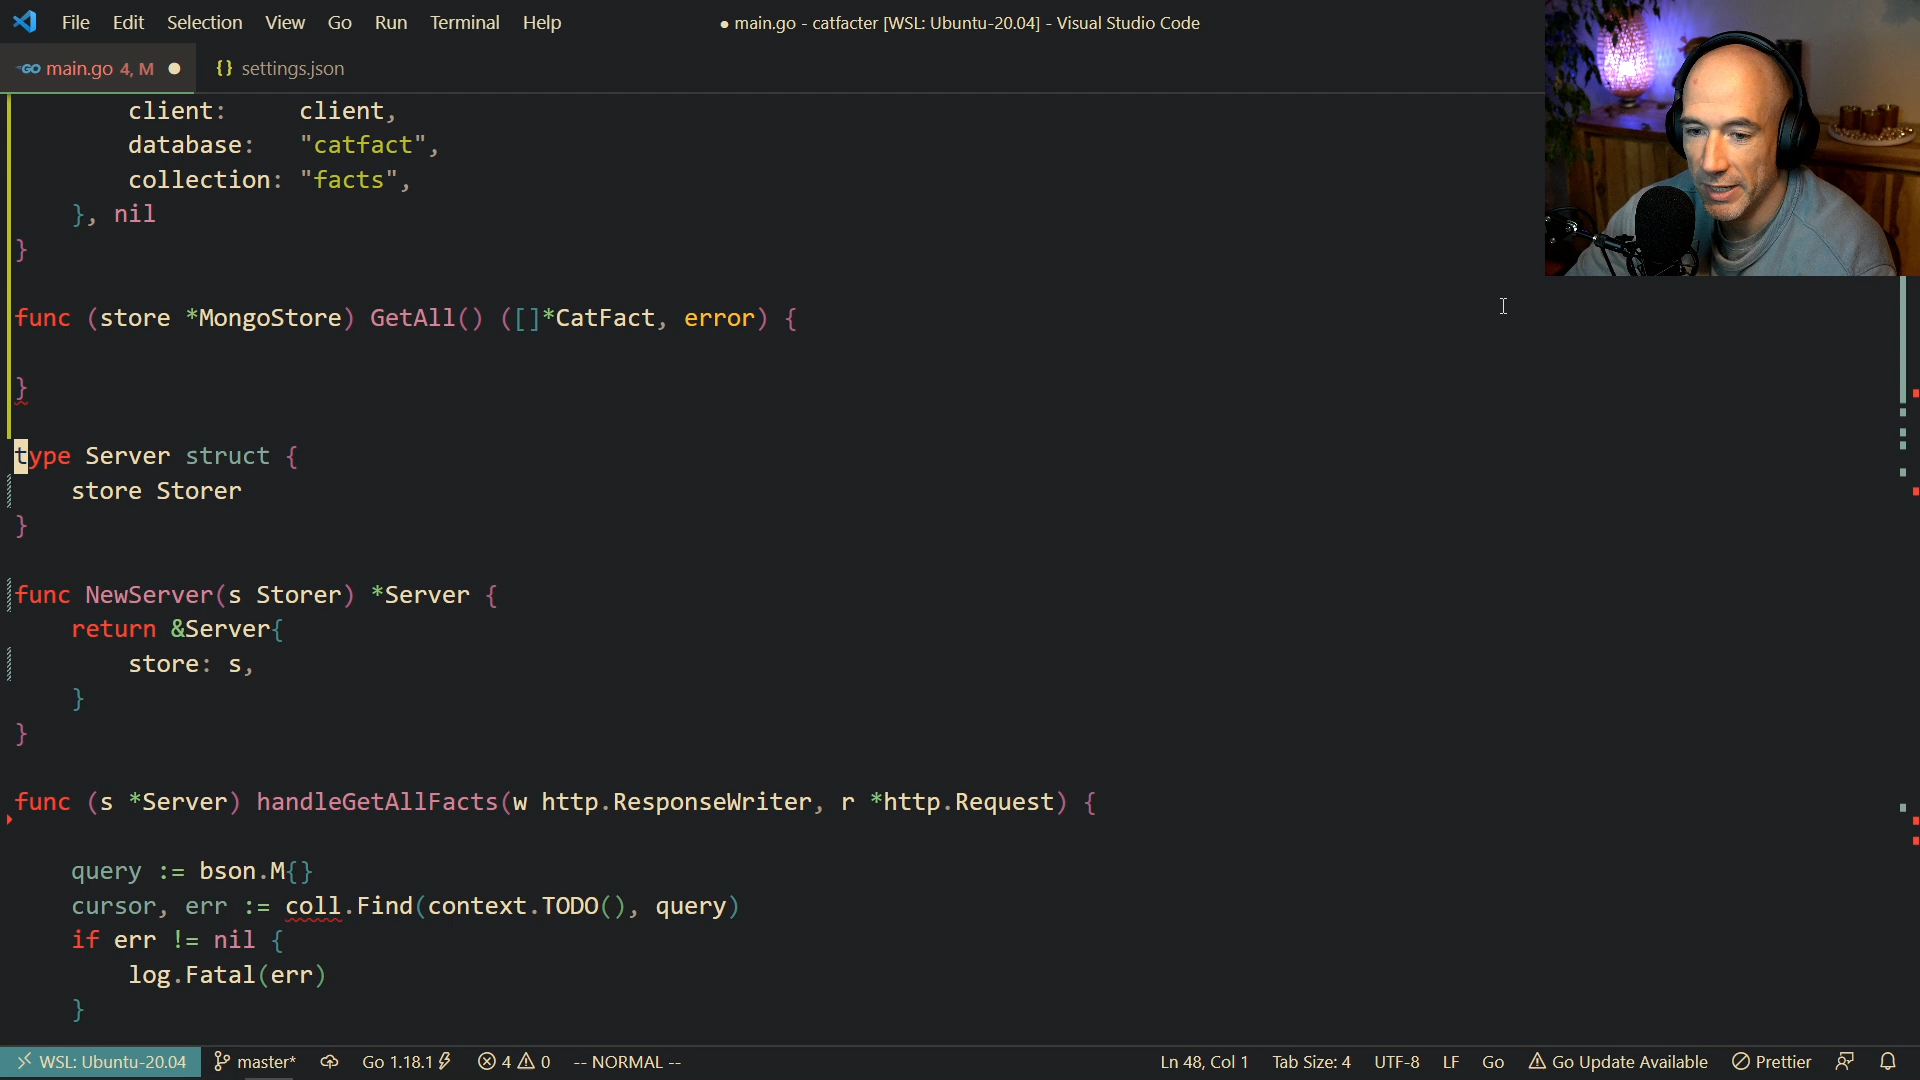 File Edit Selection View Go Run Terminal Help
● main.go - catfacter [WSL: Ubuntu-20.04] - Visual Studio Code
GO main.go 4, M ●
{} settings.json
client: client,
database: "catfact",
collection: "facts",
}, nil
}
func (store *MongoStore) GetAll() ([]*CatFact, error) {
}
type Server struct {
store Storer
}
func NewServer(s Storer) *Server {
return &Server{
store: s,
}
}
func (s *Server) handleGetAllFacts(w http.ResponseWriter, r *http.Request) {
query := bson.M{}
cursor, err := coll.Find(context.TODO(), query)
if err != nil {
log.Fatal(err)
}
WSL: Ubuntu-20.04 master* Go 1.18.1 4 0 -- NORMAL -- Ln 48, Col 1 Tab Size: 4 UTF-8 LF Go Go Update Available Prettier